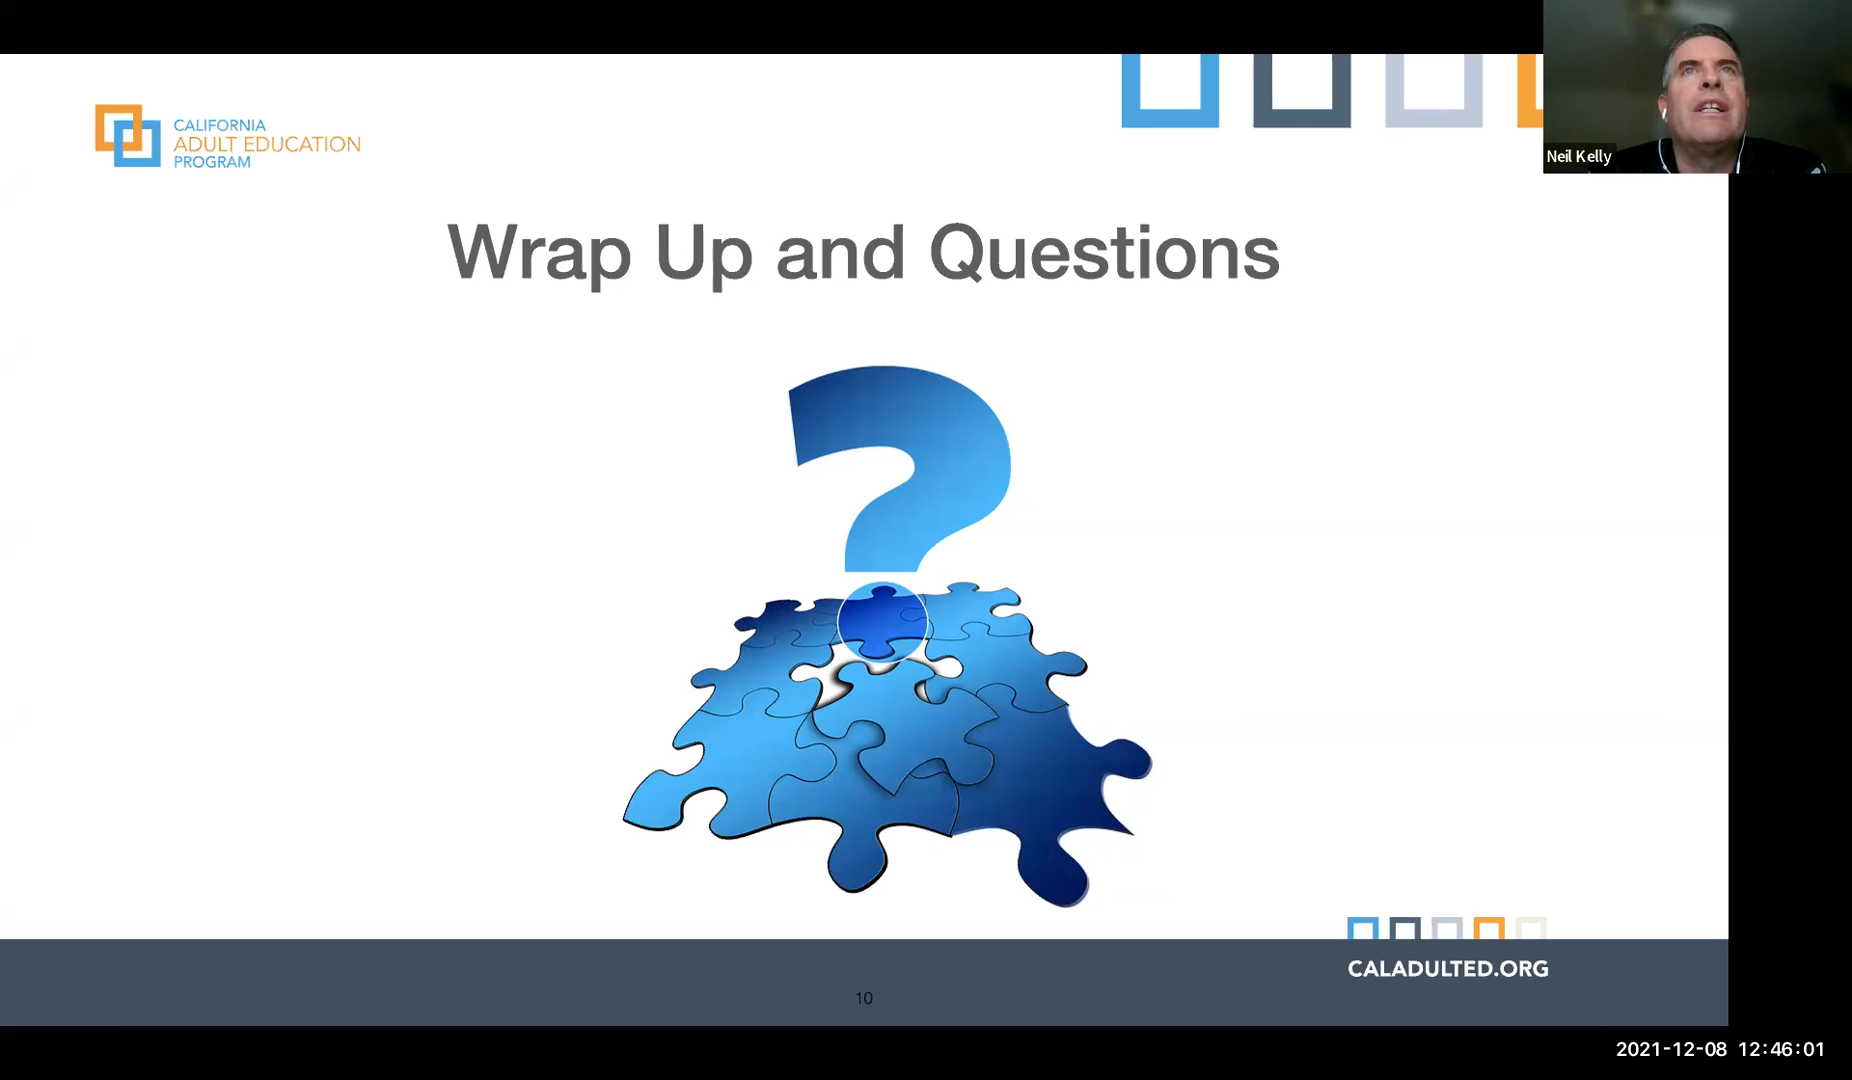 CALIFORNIA
ADULT EDUCATION
PROGRAM
Neil Kelly
Wrap Up and Questions
?
CALADULTED.ORG
10
2021-12-08 12:46:01